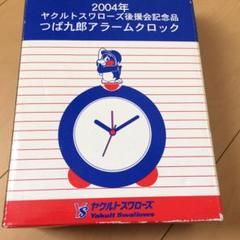 2004年
ヤクルトスワローズ後援会記念品
つば九郎アラームクロック
Ys ヤクルトスワローズ
Yakult Swallows